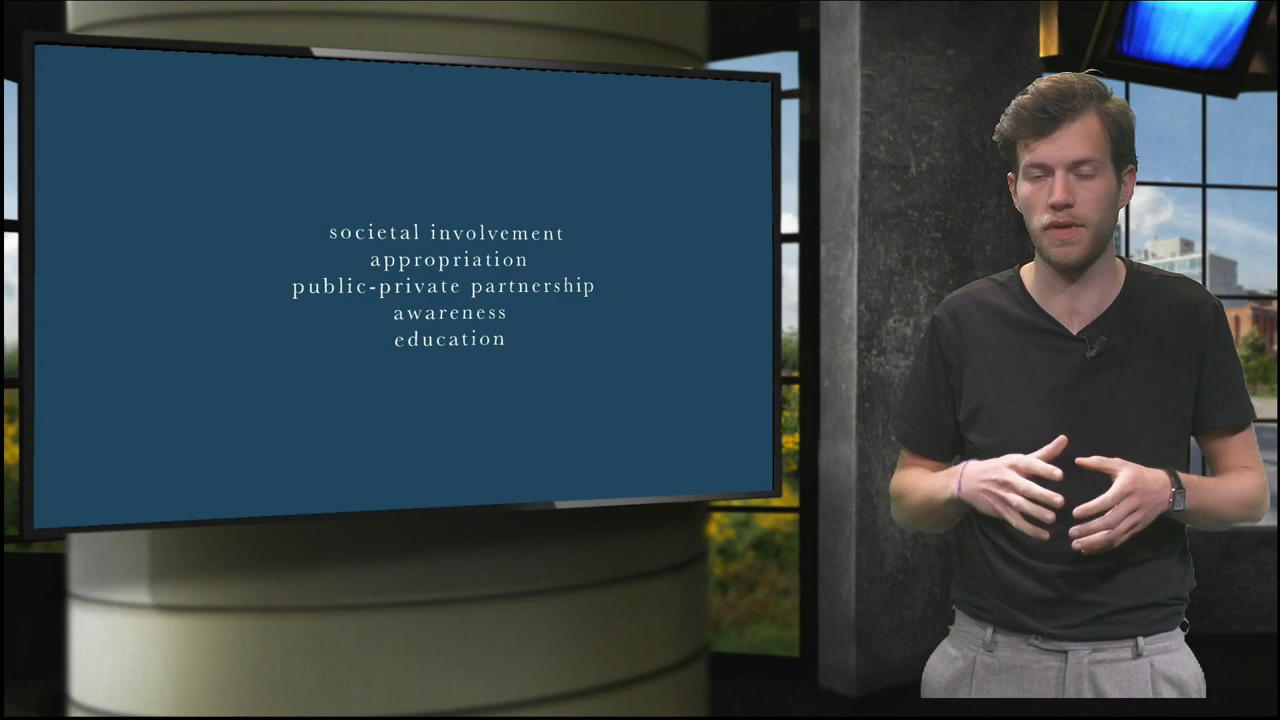 societal involvement
appropriation
public-private partnership
awareness
education